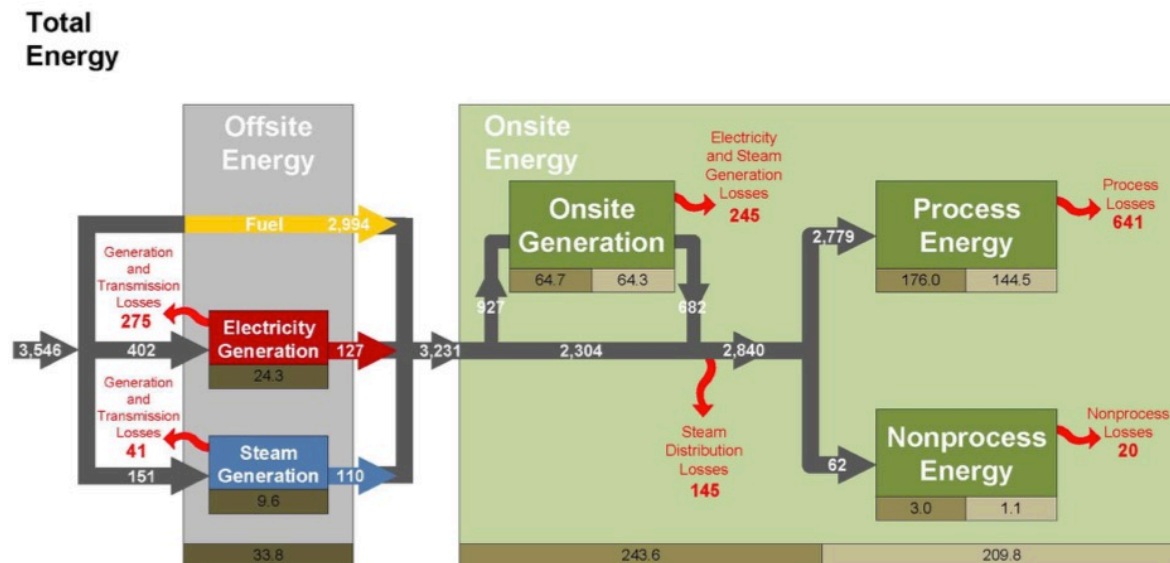 Total
Energy
Offsite
Energy
Onsite
Energy
Electricity
and Steam
Generation
Losses
245
Fuel
2,994
Onsite
Generation
64.7
64.3
Process
Energy
176.0
144.5
Process
Losses
641
2,779
Generation
and
Transmission
Losses
275
927
682
Electricity
Generation
24.3
3,546
402
127
3,231
2,304
2,840
Generation
and
Transmission
Losses
41
Steam
Generation
9.6
151
110
Steam
Distribution
Losses
145
62
Nonprocess
Energy
3.0
1.1
Nonprocess
Losses
20
33.8
243.6
209.8